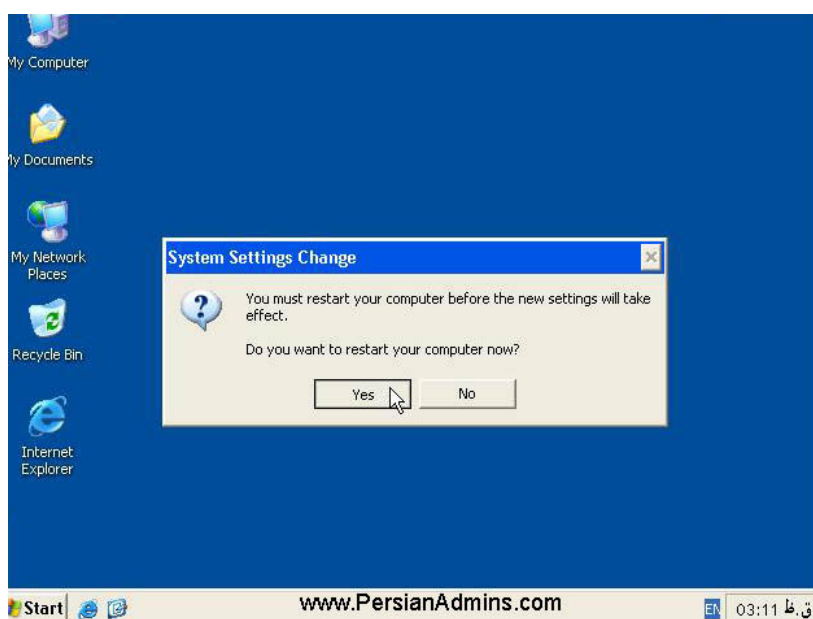 My Computer
My Documents
My Network
Places
Recycle Bin
Internet
Explorer
System Settings Change
You must restart your computer before the new settings will take
effect.
Do you want to restart your computer now?
Yes No
Start www.PersianAdmins.com EN 03:11 ق.ظ